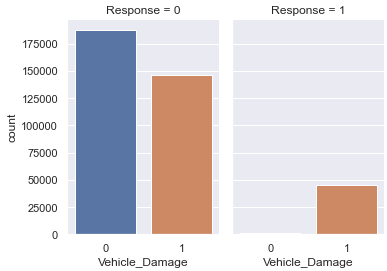 Response = 0
Response = 1
175000
150000
125000
100000
75000
50000
25000
0
count
0 1
0 1
Vehicle_Damage
Vehicle_Damage